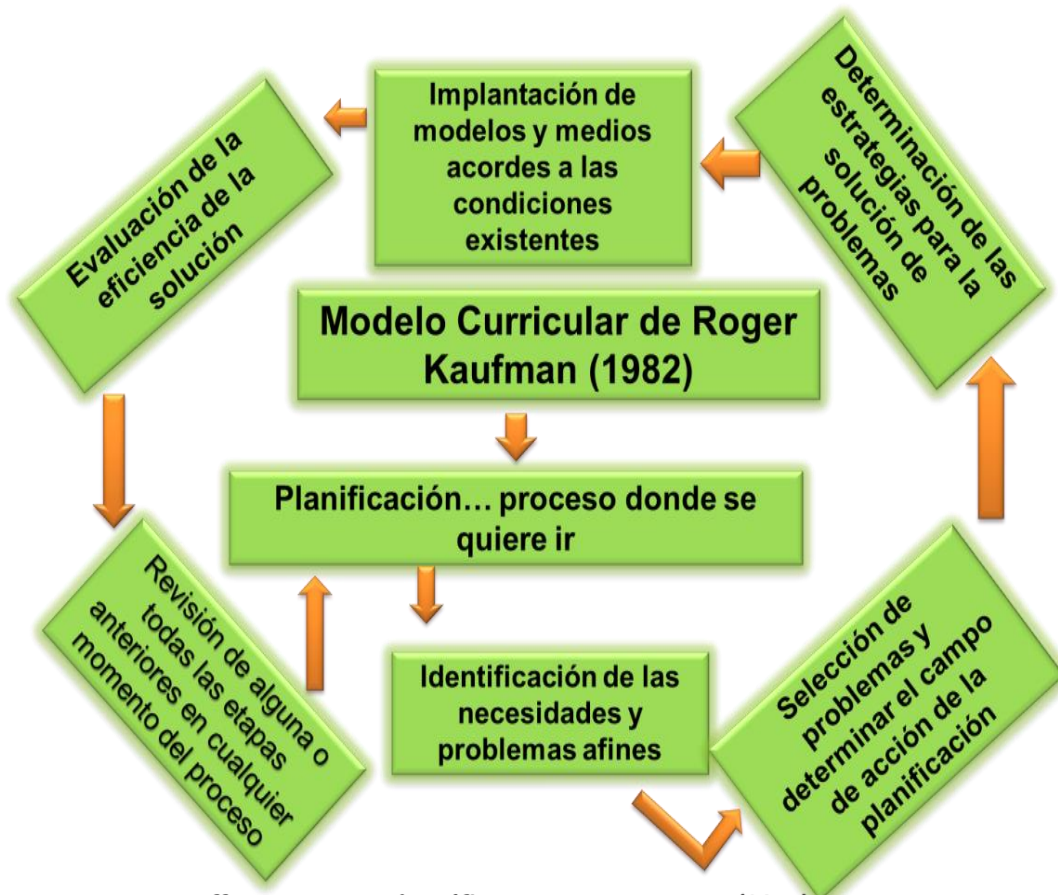 Implantación de
modelos y medios
acordes a las
condiciones
existentes
Determinación de las
estrategias para la
solución de
problemas
Evaluación de la
eficiencia de la
solución
Modelo Curricular de Roger
Kaufman (1982)
Planificación... proceso donde se
quiere ir
Revisión de alguna o
todas las etapas
anteriores en cualquier
momento del proceso
Identificación de las
necesidades y
problemas afines
Selección de
problemas y
determinar el campo
de acción de la
planificación